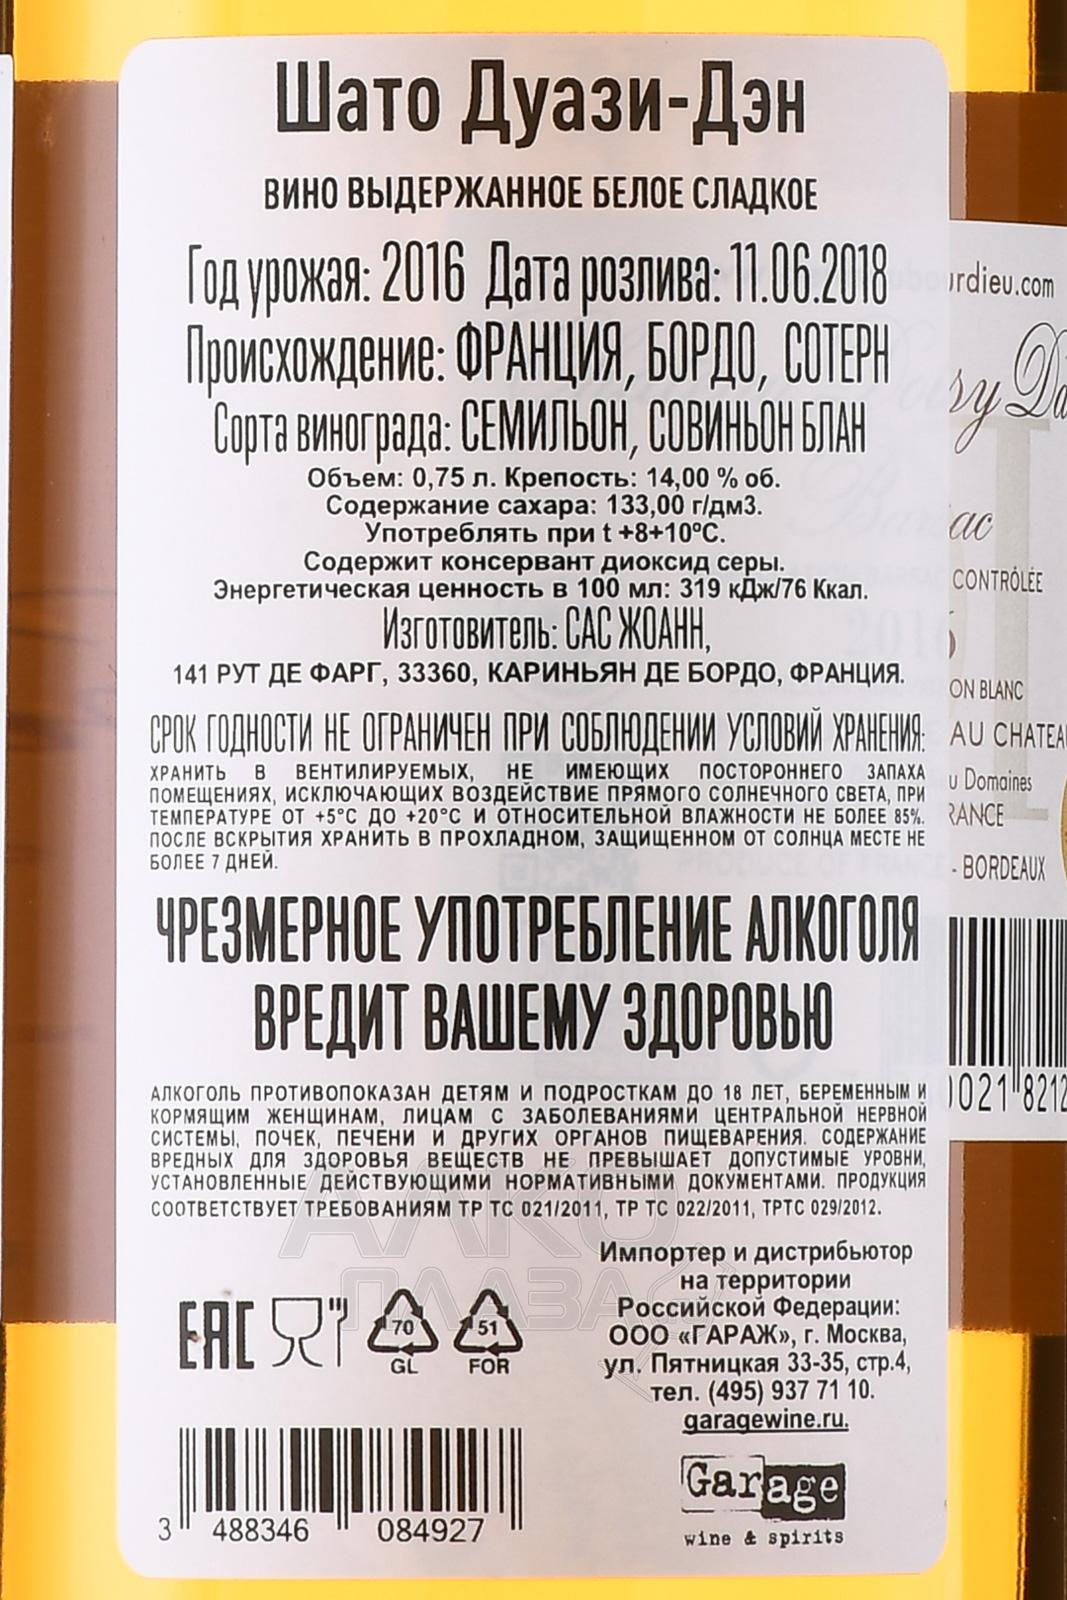 Шато Дуази-Дэн
ВИНО ВЫДЕРЖАННОЕ БЕЛОЕ СЛАДКОЕ
Год урожая: 2016 Дата розлива: 11.06.2018
Происхождение: ФРАНЦИЯ, БОРДО, СОТЕРН
Сорта винограда: СЕМИЛЬОН, СОВИНЬОН БЛАН
Объем: 0,75 л. Крепость: 14,00 % об.
Содержание сахара: 133,00 г/дм3.
Употреблять при t +8+10°С.
Содержит консервант диоксид серы.
Энергетическая ценность в 100 мл: 319 кДж/76 Ккал.
Изготовитель: САС ЖОАНН,
141 РУТ ДЕ ФАРГ, 33360, КАРИНЬЯН ДЕ БОРДО, ФРАНЦИЯ.
СРОК ГОДНОСТИ НЕ ОГРАНИЧЕН ПРИ СОБЛЮДЕНИИ УСЛОВИЙ ХРАНЕНИЯ:
ХРАНИТЬ В ВЕНТИЛИРУЕМЫХ, НЕ ИМЕЮЩИХ ПОСТОРОННЕГО ЗАПАХА
ПОМЕЩЕНИЯХ, ИСКЛЮЧАЮЩИХ ВОЗДЕЙСТВИЕ ПРЯМОГО СОЛНЕЧНОГО СВЕТА, ПРИ
ТЕМПЕРАТУРЕ ОТ +5°С ДО +20°С И ОТНОСИТЕЛЬНОЙ ВЛАЖНОСТИ НЕ БОЛЕЕ 85%.
ПОСЛЕ ВСКРЫТИЯ ХРАНИТЬ В ПРОХЛАДНОМ, ЗАЩИЩЕННОМ ОТ СОЛНЦА МЕСТЕ НЕ
БОЛЕЕ 7 ДНЕЙ.
ЧРЕЗМЕРНОЕ УПОТРЕБЛЕНИЕ АЛКОГОЛЯ
ВРЕДИТ ВАШЕМУ ЗДОРОВЬЮ
АЛКОГОЛЬ ПРОТИВОПОКАЗАН ДЕТЯМ И ПОДРОСТКАМ ДО 18 ЛЕТ, БЕРЕМЕННЫМ И
КОРМЯЩИМ ЖЕНЩИНАМ, ЛИЦАМ С ЗАБОЛЕВАНИЯМИ ЦЕНТРАЛЬНОЙ НЕРВНОЙ
СИСТЕМЫ, ПОЧЕК, ПЕЧЕНИ И ДРУГИХ ОРГАНОВ ПИЩЕВАРЕНИЯ. СОДЕРЖАНИЕ
ВРЕДНЫХ ДЛЯ ЗДОРОВЬЯ ВЕЩЕСТВ НЕ ПРЕВЫШАЕТ ДОПУСТИМЫЕ УРОВНИ,
УСТАНОВЛЕННЫЕ ДЕЙСТВУЮЩИМИ НОРМАТИВНЫМИ ДОКУМЕНТАМИ. ПРОДУКЦИЯ
СООТВЕТСТВУЕТ ТРЕБОВАНИЯМ ТР ТС 021/2011, ТР ТС 022/2011, ТРТС 029/2012.
Импортер и дистрибьютор
на территории
Российской Федерации:
ООО «ГАРАЖ», г. Москва,
ул. Пятницкая 33-35, стр.4,
тел. (495) 937 71 10.
garagewine.ru.
EAC
70
GL
51
FOR
3 488346 084927
Garage
wine & spirits
АЛКО
ПЛАЗА
rdieu.com
CONTRÔLÉE
ON BLANC
AU CHATEA
u Domaines
RANCE
- BORDEAUX
0021 8212